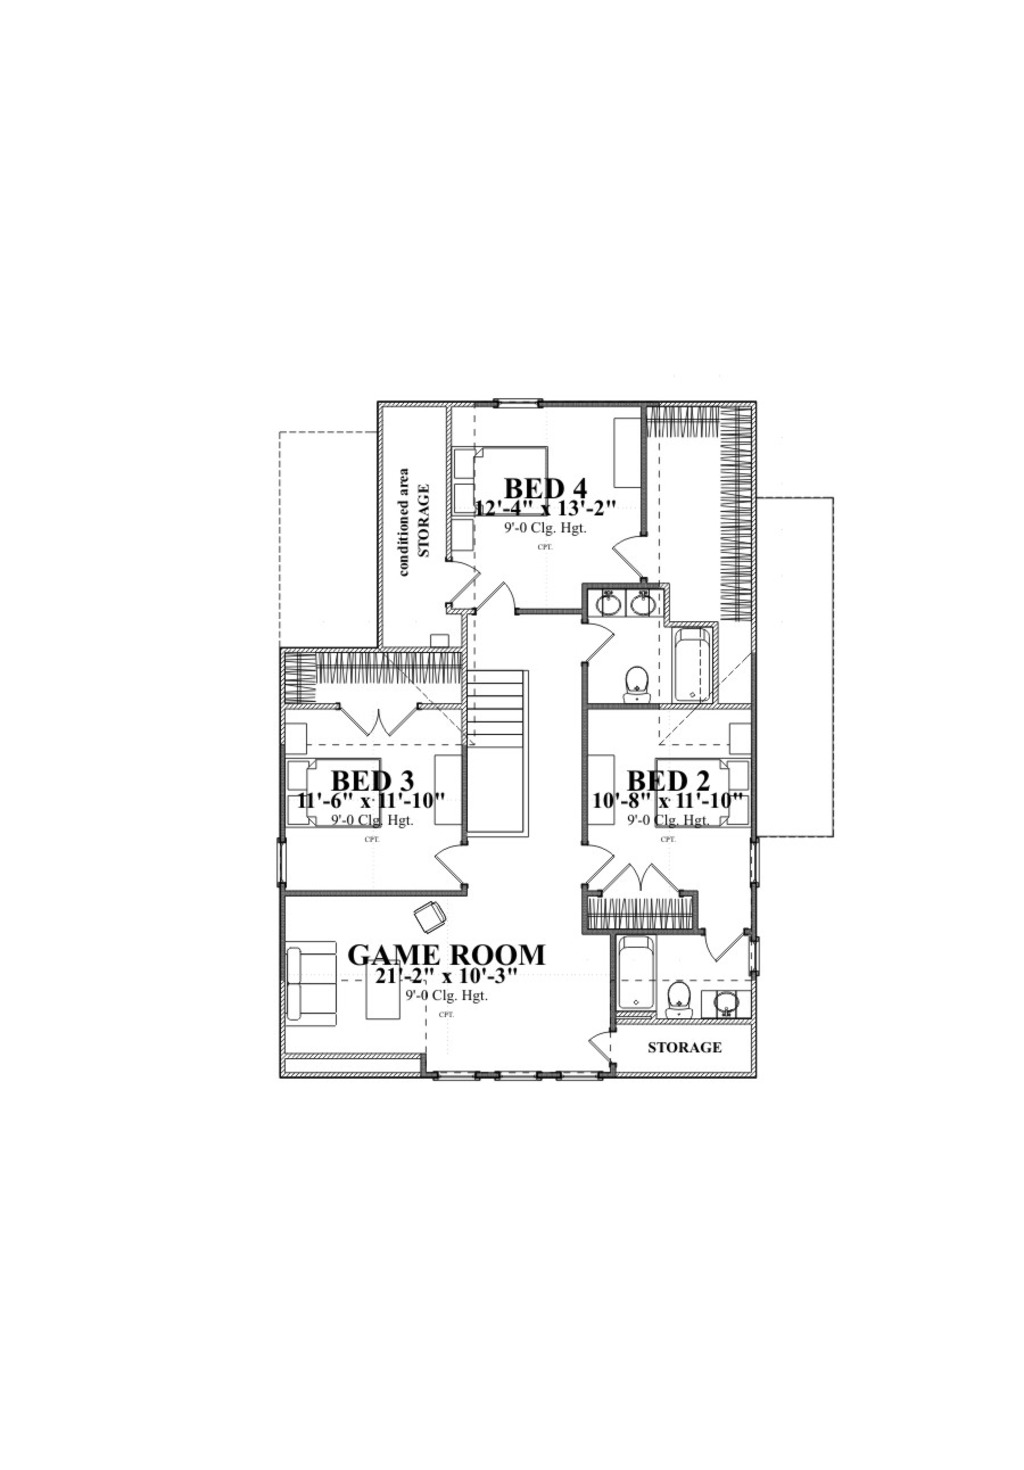 conditioned area
STORAGE
BED 4
12'-4" x 13'-2"
9'-0 Clg. Hgt.
CPT.
BED 3
11'-6" x 11'-10"
9'-0 Clg. Hgt.
CPT.
BED 2
10'-8" x 11'-10"
9'-0 Clg. Hgt.
CPT.
GAME ROOM
21'-2" x 10'-3"
9'-0 Clg. Hgt.
CPT.
STORAGE